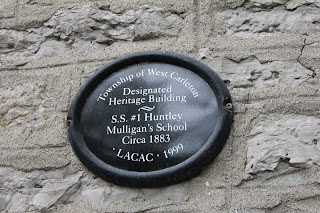 Township of West Carleton
Designated
Heritage Building
~
S.S. #1 Huntley
Mulligan's School
Circa 1883
· LACAC · 1999